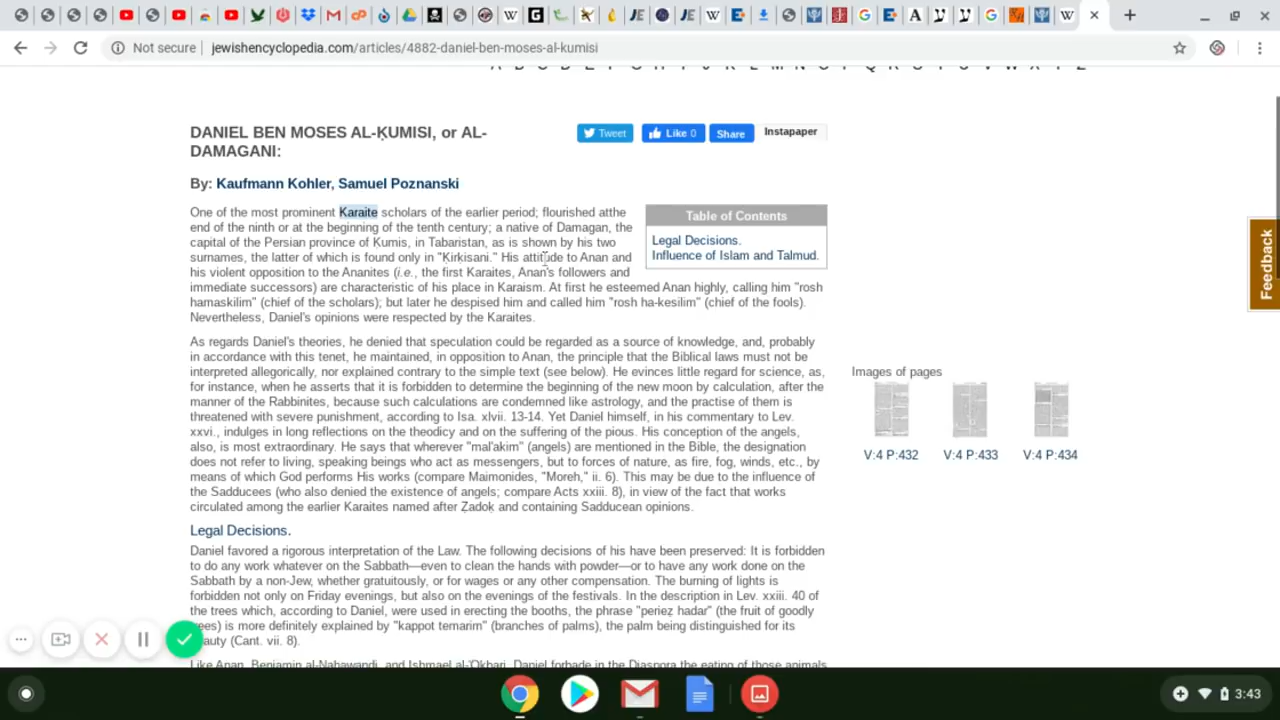 Not secure
jewishencyclopedia.com/articles/4882-daniel-ben-moses-al-kumisi
DANIEL BEN MOSES AL-ḲUMISI, or AL-
DAMAGANI:
Tweet
Like 0
Share
Instapaper
By: Kaufmann Kohler, Samuel Poznanski
One of the most prominent Karaite scholars of the earlier period; flourished atthe
end of the ninth or at the beginning of the tenth century; a native of Damagan, the
capital of the Persian province of Kumis, in Tabaristan, as is shown by his two
surnames, the latter of which is found only in "Kirkisani." His attitude to Anan and
his violent opposition to the Ananites (i.e., the first Karaites, Anan's followers and
immediate successors) are characteristic of his place in Karaism. At first he esteemed Anan highly, calling him "rosh
hamaskilim" (chief of the scholars); but later he despised him and called him "rosh ha-kesilim" (chief of the fools).
Nevertheless, Daniel's opinions were respected by the Karaites.
Table of Contents
Legal Decisions.
Influence of Islam and Talmud.
As regards Daniel's theories, he denied that speculation could be regarded as a source of knowledge, and, probably
in accordance with this tenet, he maintained, in opposition to Anan, the principle that the Biblical laws must not be
interpreted allegorically, nor explained contrary to the simple text (see below). He evinces little regard for science, as,
for instance, when he asserts that it is forbidden to determine the beginning of the new moon by calculation, after the
manner of the Rabbinites, because such calculations are condemned like astrology, and the practise of them is
threatened with severe punishment, according to Isa. xlvii. 13-14. Yet Daniel himself, in his commentary to Lev.
xxvi., indulges in long reflections on the theodicy and on the suffering of the pious. His conception of the angels,
also, is most extraordinary. He says that wherever "mal'akim" (angels) are mentioned in the Bible, the designation
does not refer to living, speaking beings who act as messengers, but to forces of nature, as fire, fog, winds, etc., by
means of which God performs His works (compare Maimonides, "Moreh," ii. 6). This may be due to the influence of
the Sadducees (who also denied the existence of angels; compare Acts xxiii. 8), in view of the fact that works
circulated among the earlier Karaites named after Ẓadoḳ and containing Sadducean opinions.
Images of pages
V:4 P:432
V:4 P:433
V:4 P:434
Feedback
Legal Decisions.
Daniel favored a rigorous interpretation of the Law. The following decisions of his have been preserved: It is forbidden
to do any work whatever on the Sabbath—even to clean the hands with powder—or to have any work done on the
Sabbath by a non-Jew, whether gratuitously, or for wages or any other compensation. The burning of lights is
forbidden not only on Friday evenings, but also on the evenings of the festivals. In the description in Lev. xxiii. 40 of
the trees which, according to Daniel, were used in erecting the booths, the phrase "perieẓ hadar" (the fruit of goodly
trees) is more definitely explained by "kappot temarim" (branches of palms), the palm being distinguished for its
auty (Cant. vii. 8).
Like Anan, Benjamin al-Nahawandi, and Ishmael al-'Okbari, Daniel forbade in the Diaspora the eating of those animals
3:43